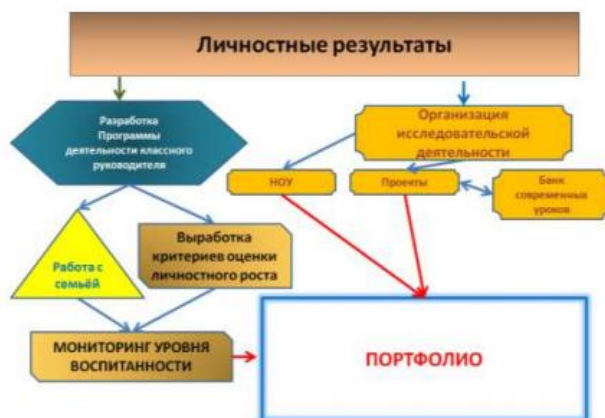 Личностные результаты
Разработка
Программы
деятельности классного
руководителя
Организация
исследовательской
деятельности
НОУ
Проекты
Банк
современных
уроков
Выработка
критериев оценки
личностного роста
Работа с
семьёй
МОНИТОРИНГ УРОВНЯ
ВОСПИТАННОСТИ
ПОРТФОЛИО